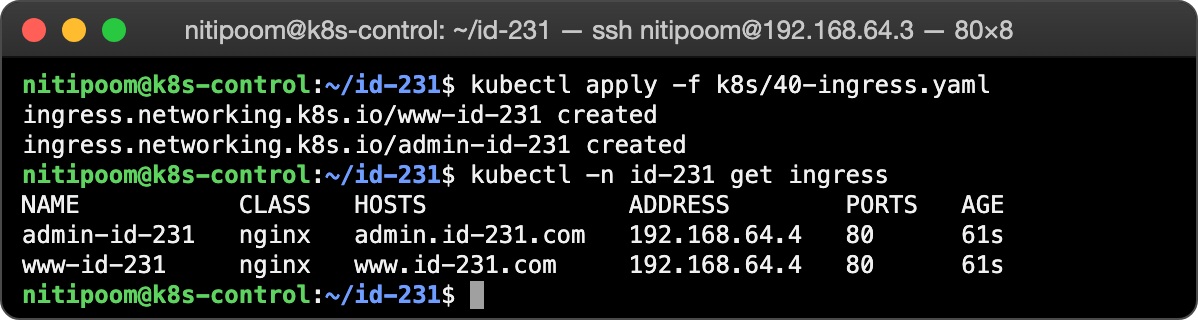 nitipoom@k8s-control: ~/id-231 — ssh nitipoom@192.168.64.3 — 80×8
nitipoom@k8s-control:~/id-231$ kubectl apply -f k8s/40-ingress.yaml
ingress.networking.k8s.io/www-id-231 created
ingress.networking.k8s.io/admin-id-231 created
nitipoom@k8s-control:~/id-231$ kubectl -n id-231 get ingress
NAME           CLASS   HOSTS              ADDRESS        PORTS   AGE
admin-id-231   nginx   admin.id-231.com   192.168.64.4   80      61s
www-id-231     nginx   www.id-231.com     192.168.64.4   80      61s
nitipoom@k8s-control:~/id-231$